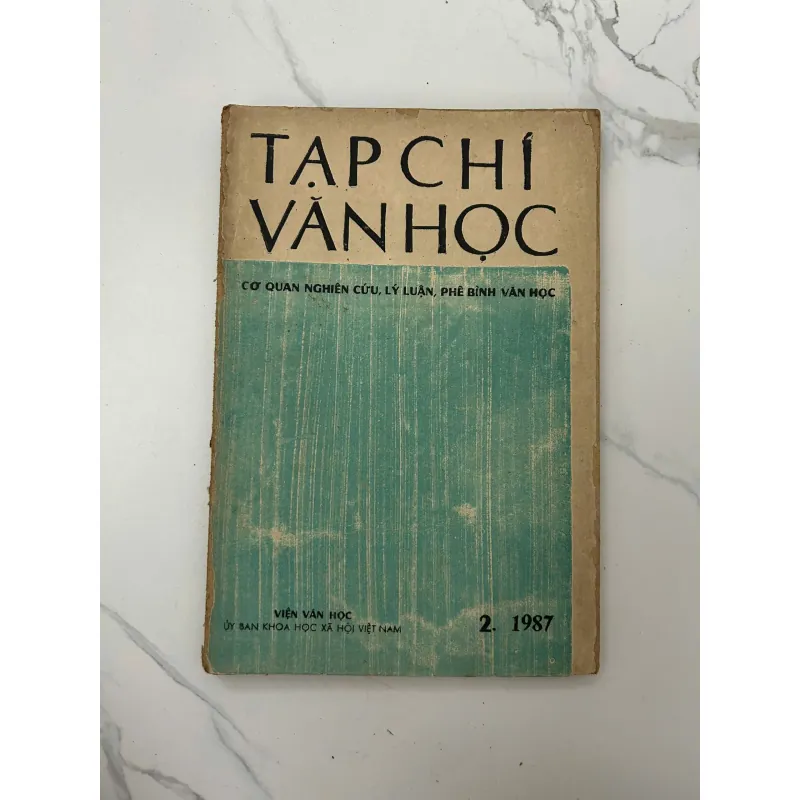 TẠP CHÍ
VĂN HỌC
CƠ QUAN NGHIÊN CỨU, LÝ LUẬN, PHÊ BÌNH VĂN HỌC
VIỆN VĂN HỌC
ỦY BAN KHOA HỌC XÃ HỘI VIỆT NAM
2. 1987